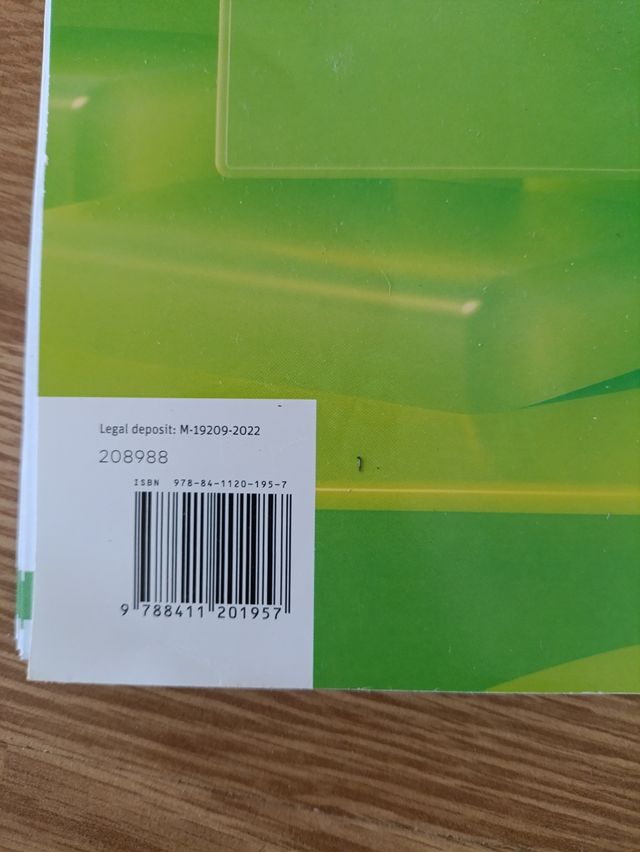 Legal deposit: M-19209-2022
208988
ISBN 978-84-1120-195-7
9 788411 201957